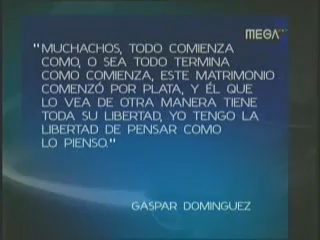 MEGA
"MUCHACHOS, TODO COMIENZA
COMO, O SEA TODO TERMINA
COMO COMIENZA, ESTE MATRIMONIO
COMENZÓ POR PLATA, Y ÉL QUE
LO VEA DE OTRA MANERA TIENE
TODA SU LIBERTAD, YO TENGO LA
LIBERTAD DE PENSAR COMO
LO PIENSO."
GASPAR DOMINGUEZ